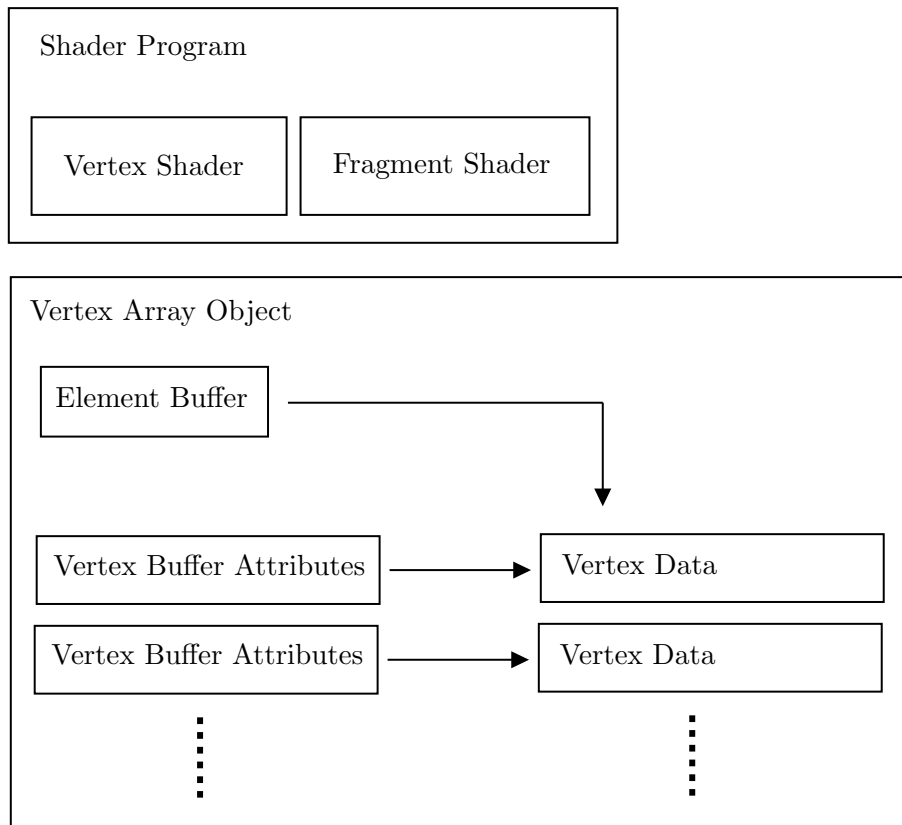 Shader Program
Vertex Shader
Fragment Shader
Vertex Array Object
Element Buffer
Vertex Buffer Attributes
Vertex Data
Vertex Buffer Attributes
Vertex Data